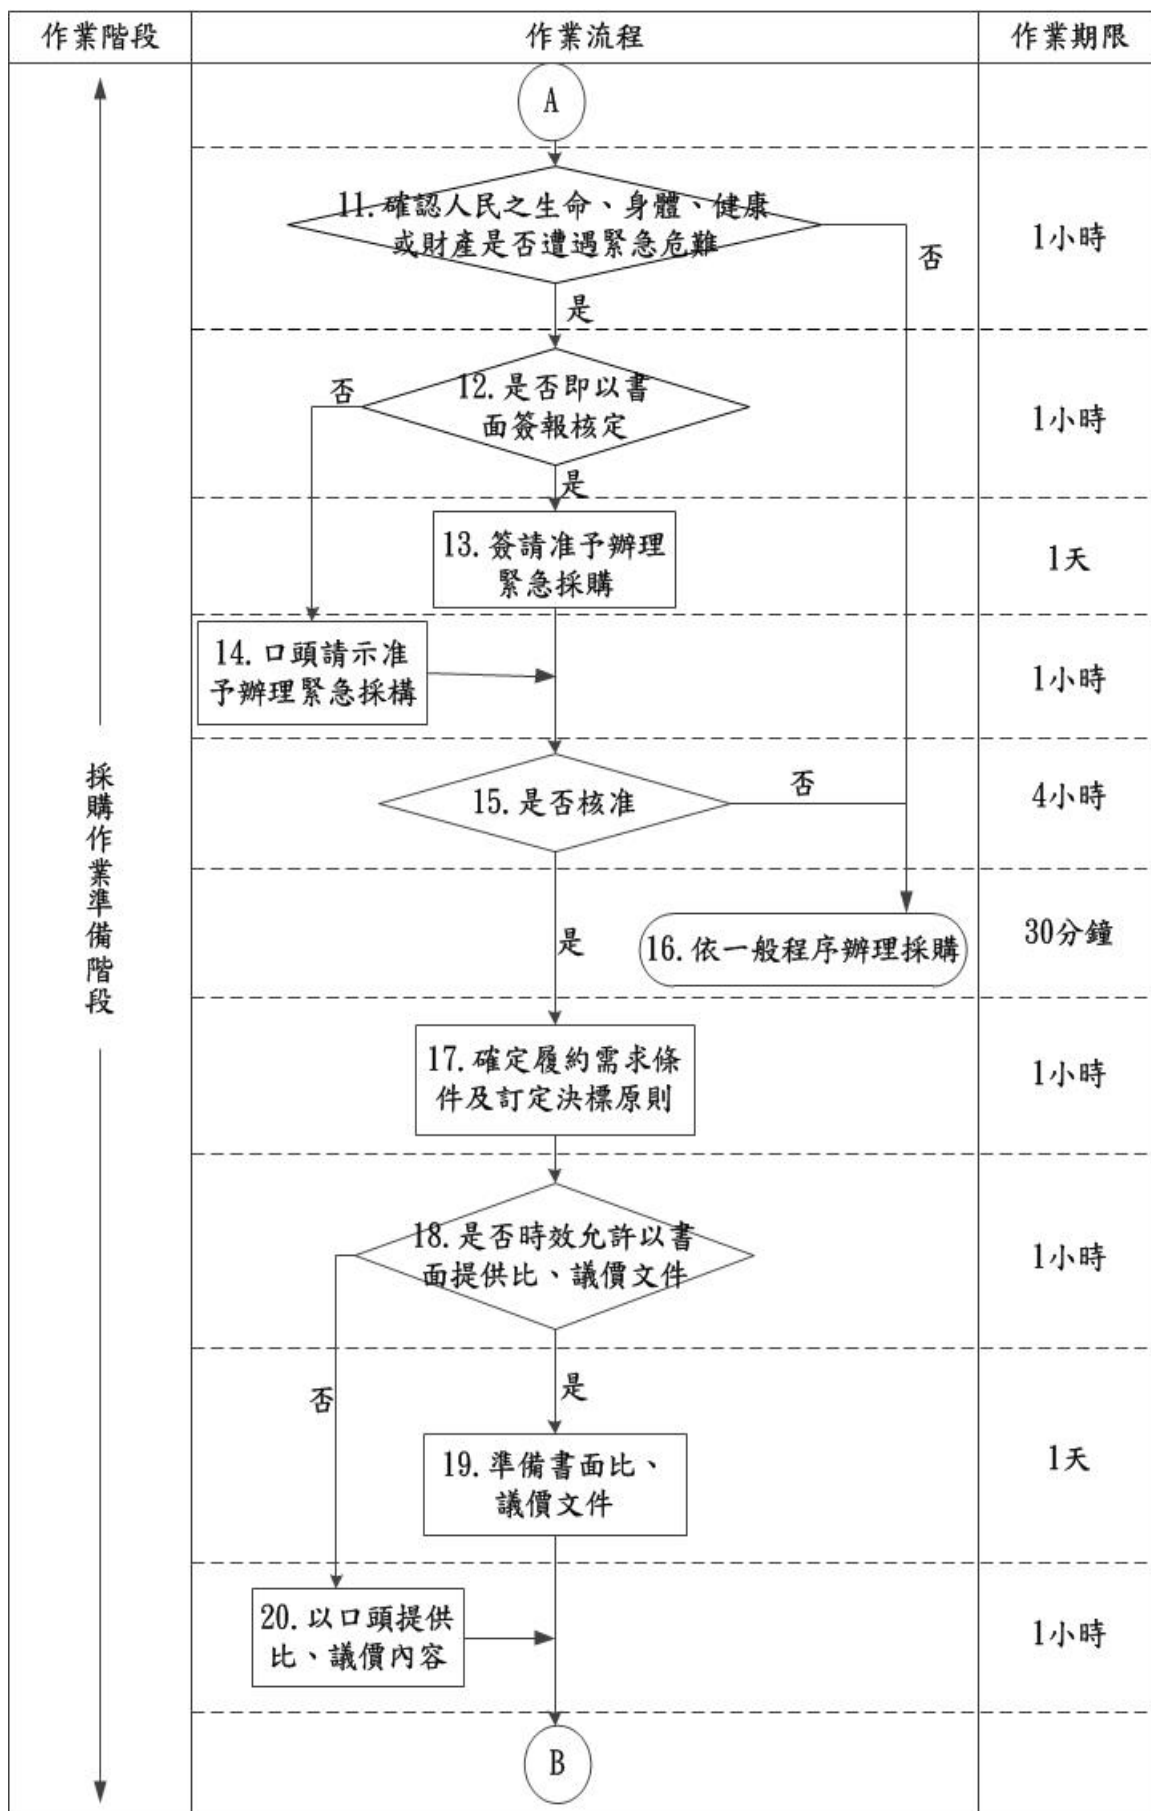 作業階段
作業流程
作業期限
A
11.確認人民之生命、身體、健康
或財產是否遭遇緊急危難
否
1小時
是
12.是否即以書
面簽報核定
否
1小時
是
13.簽請准予辦理
緊急採購
1天
14.口頭請示准
予辦理緊急採構
1小時
15.是否核准
否
4小時
採購作業準備階段
是
16.依一般程序辦理採購
30分鐘
17.確定履約需求條
件及訂定決標原則
1小時
18.是否時效允許以書
面提供比、議價文件
1小時
否
是
19.準備書面比、
議價文件
1天
20.以口頭提供
比、議價內容
1小時
B